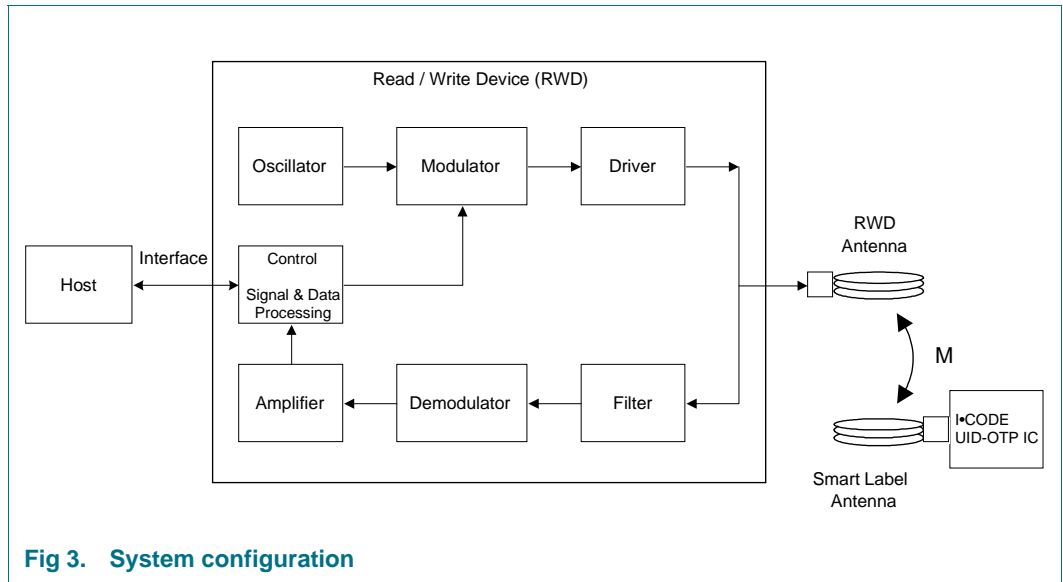 Read / Write Device (RWD)
Oscillator
Modulator
Driver
RWD
Antenna
Host
Interface
Control
Signal & Data
Processing
M
Amplifier
Demodulator
Filter
I•CODE
UID-OTP IC
Smart Label
Antenna
Fig 3. System configuration